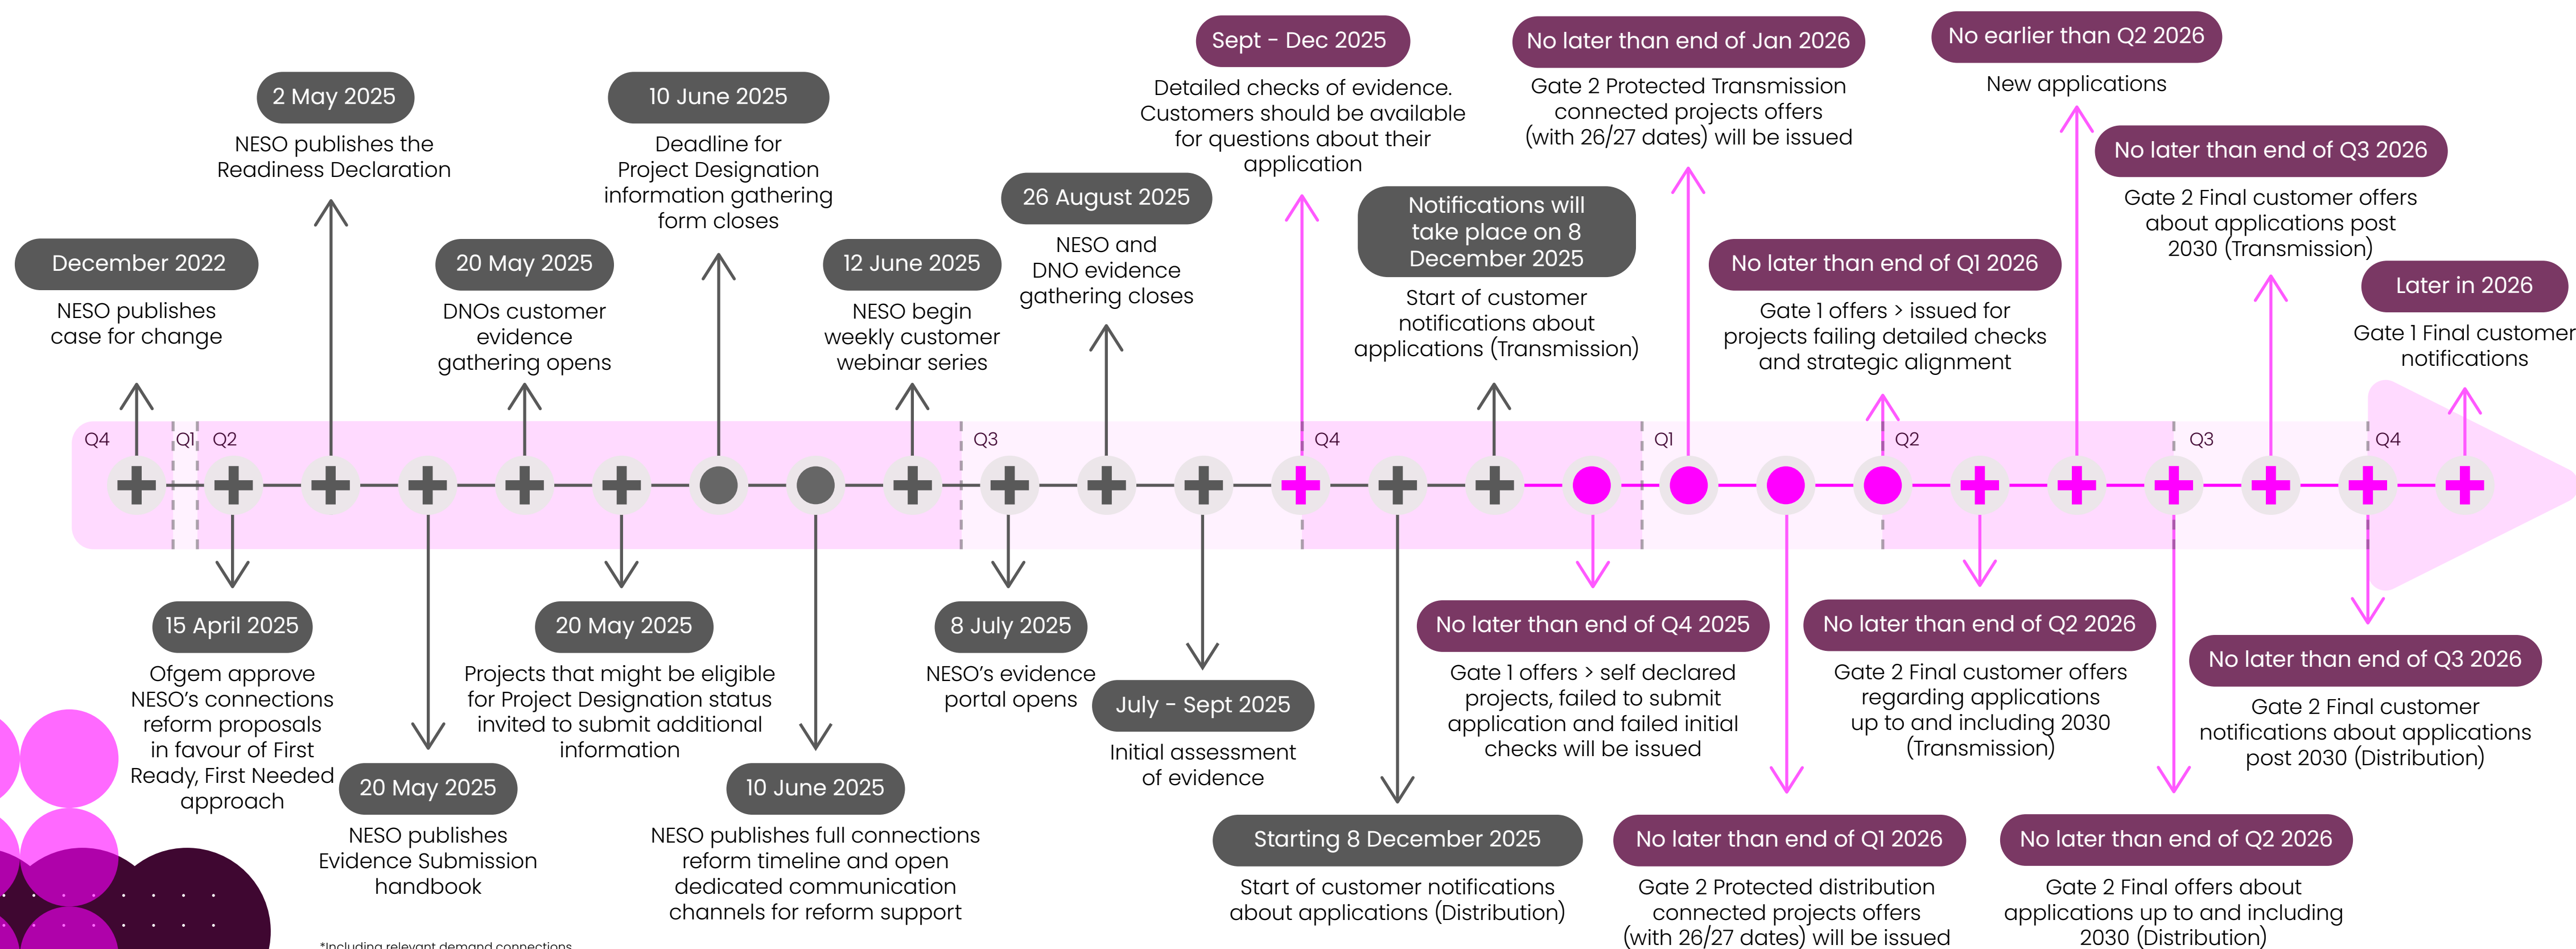 December 2022
NESO publishes
case for change
15 April 2025
Ofgem approve
NESO’s connections
reform proposals
in favour of First
Ready, First Needed
approach
2 May 2025
NESO publishes the
Readiness Declaration
20 May 2025
NESO publishes
Evidence Submission
handbook
20 May 2025
DNOs customer
evidence
gathering opens
20 May 2025
Projects that might be eligible
for Project Designation status
invited to submit additional
information
10 June 2025
Deadline for
Project Designation
information gathering
form closes
10 June 2025
NESO publishes full connections
reform timeline and open
dedicated communication
channels for reform support
12 June 2025
NESO begin
weekly customer
webinar series
8 July 2025
NESO’s evidence
portal opens
26 August 2025
NESO and
DNO evidence
gathering closes
July - Sept 2025
Initial assessment
of evidence
Sept - Dec 2025
Detailed checks of evidence.
Customers should be available
for questions about their
application
Starting 8 December 2025
Start of customer notifications
about applications (Distribution)
Notifications will
take place on 8
December 2025
Start of customer
notifications about
applications (Transmission)
No later than end of Q4 2025
Gate 1 offers > self declared
projects, failed to submit
application and failed initial
checks will be issued
No later than end of Jan 2026
Gate 2 Protected Transmission
connected projects offers
(with 26/27 dates) will be issued
No later than end of Q1 2026
Gate 2 Protected distribution
connected projects offers
(with 26/27 dates) will be issued
No later than end of Q1 2026
Gate 1 offers > issued for
projects failing detailed checks
and strategic alignment
No later than end of Q2 2026
Gate 2 Final customer offers
regarding applications
up to and including 2030
(Transmission)
No earlier than Q2 2026
New applications
No later than end of Q2 2026
Gate 2 Final offers about
applications up to and including
2030 (Distribution)
No later than end of Q3 2026
Gate 2 Final customer offers
about applications post
2030 (Transmission)
No later than end of Q3 2026
Gate 2 Final customer
notifications about applications
post 2030 (Distribution)
Later in 2026
Gate 1 Final customer
notifications
Q4
Q1
Q2
Q3
Q4
Q1
Q2
Q3
Q4
*Including relevant demand connections